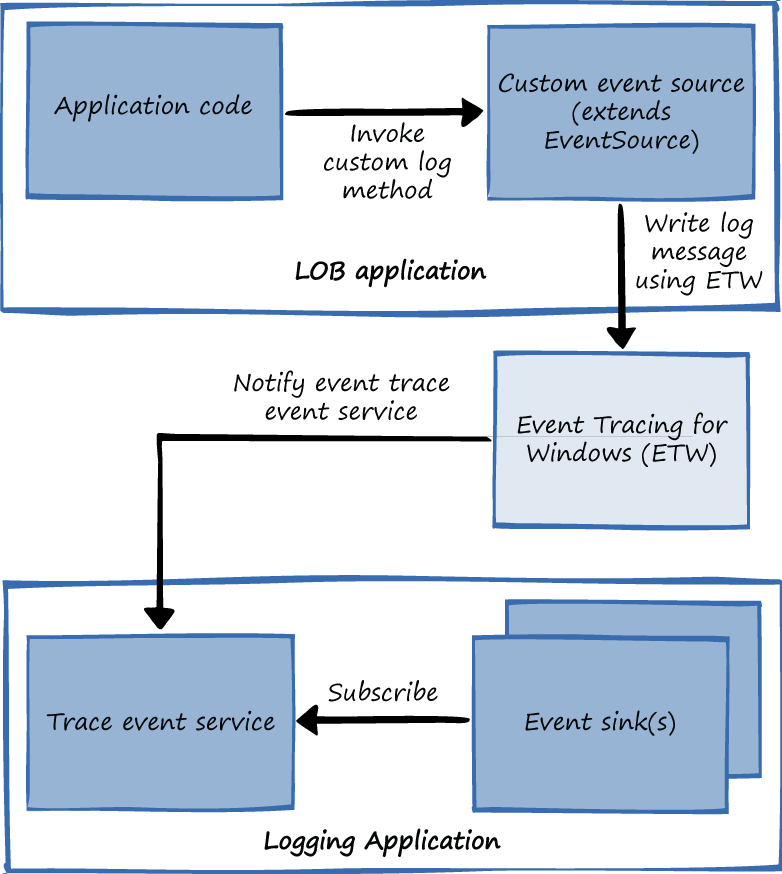 Application code
Custom event source
(extends
EventSource)
Invoke
custom log
method
Write log
message
using ETW
LOB application
Notify event trace
event service
Event Tracing for
Windows (ETW)
Trace event service
Subscribe
Event sink(s)
Logging Application